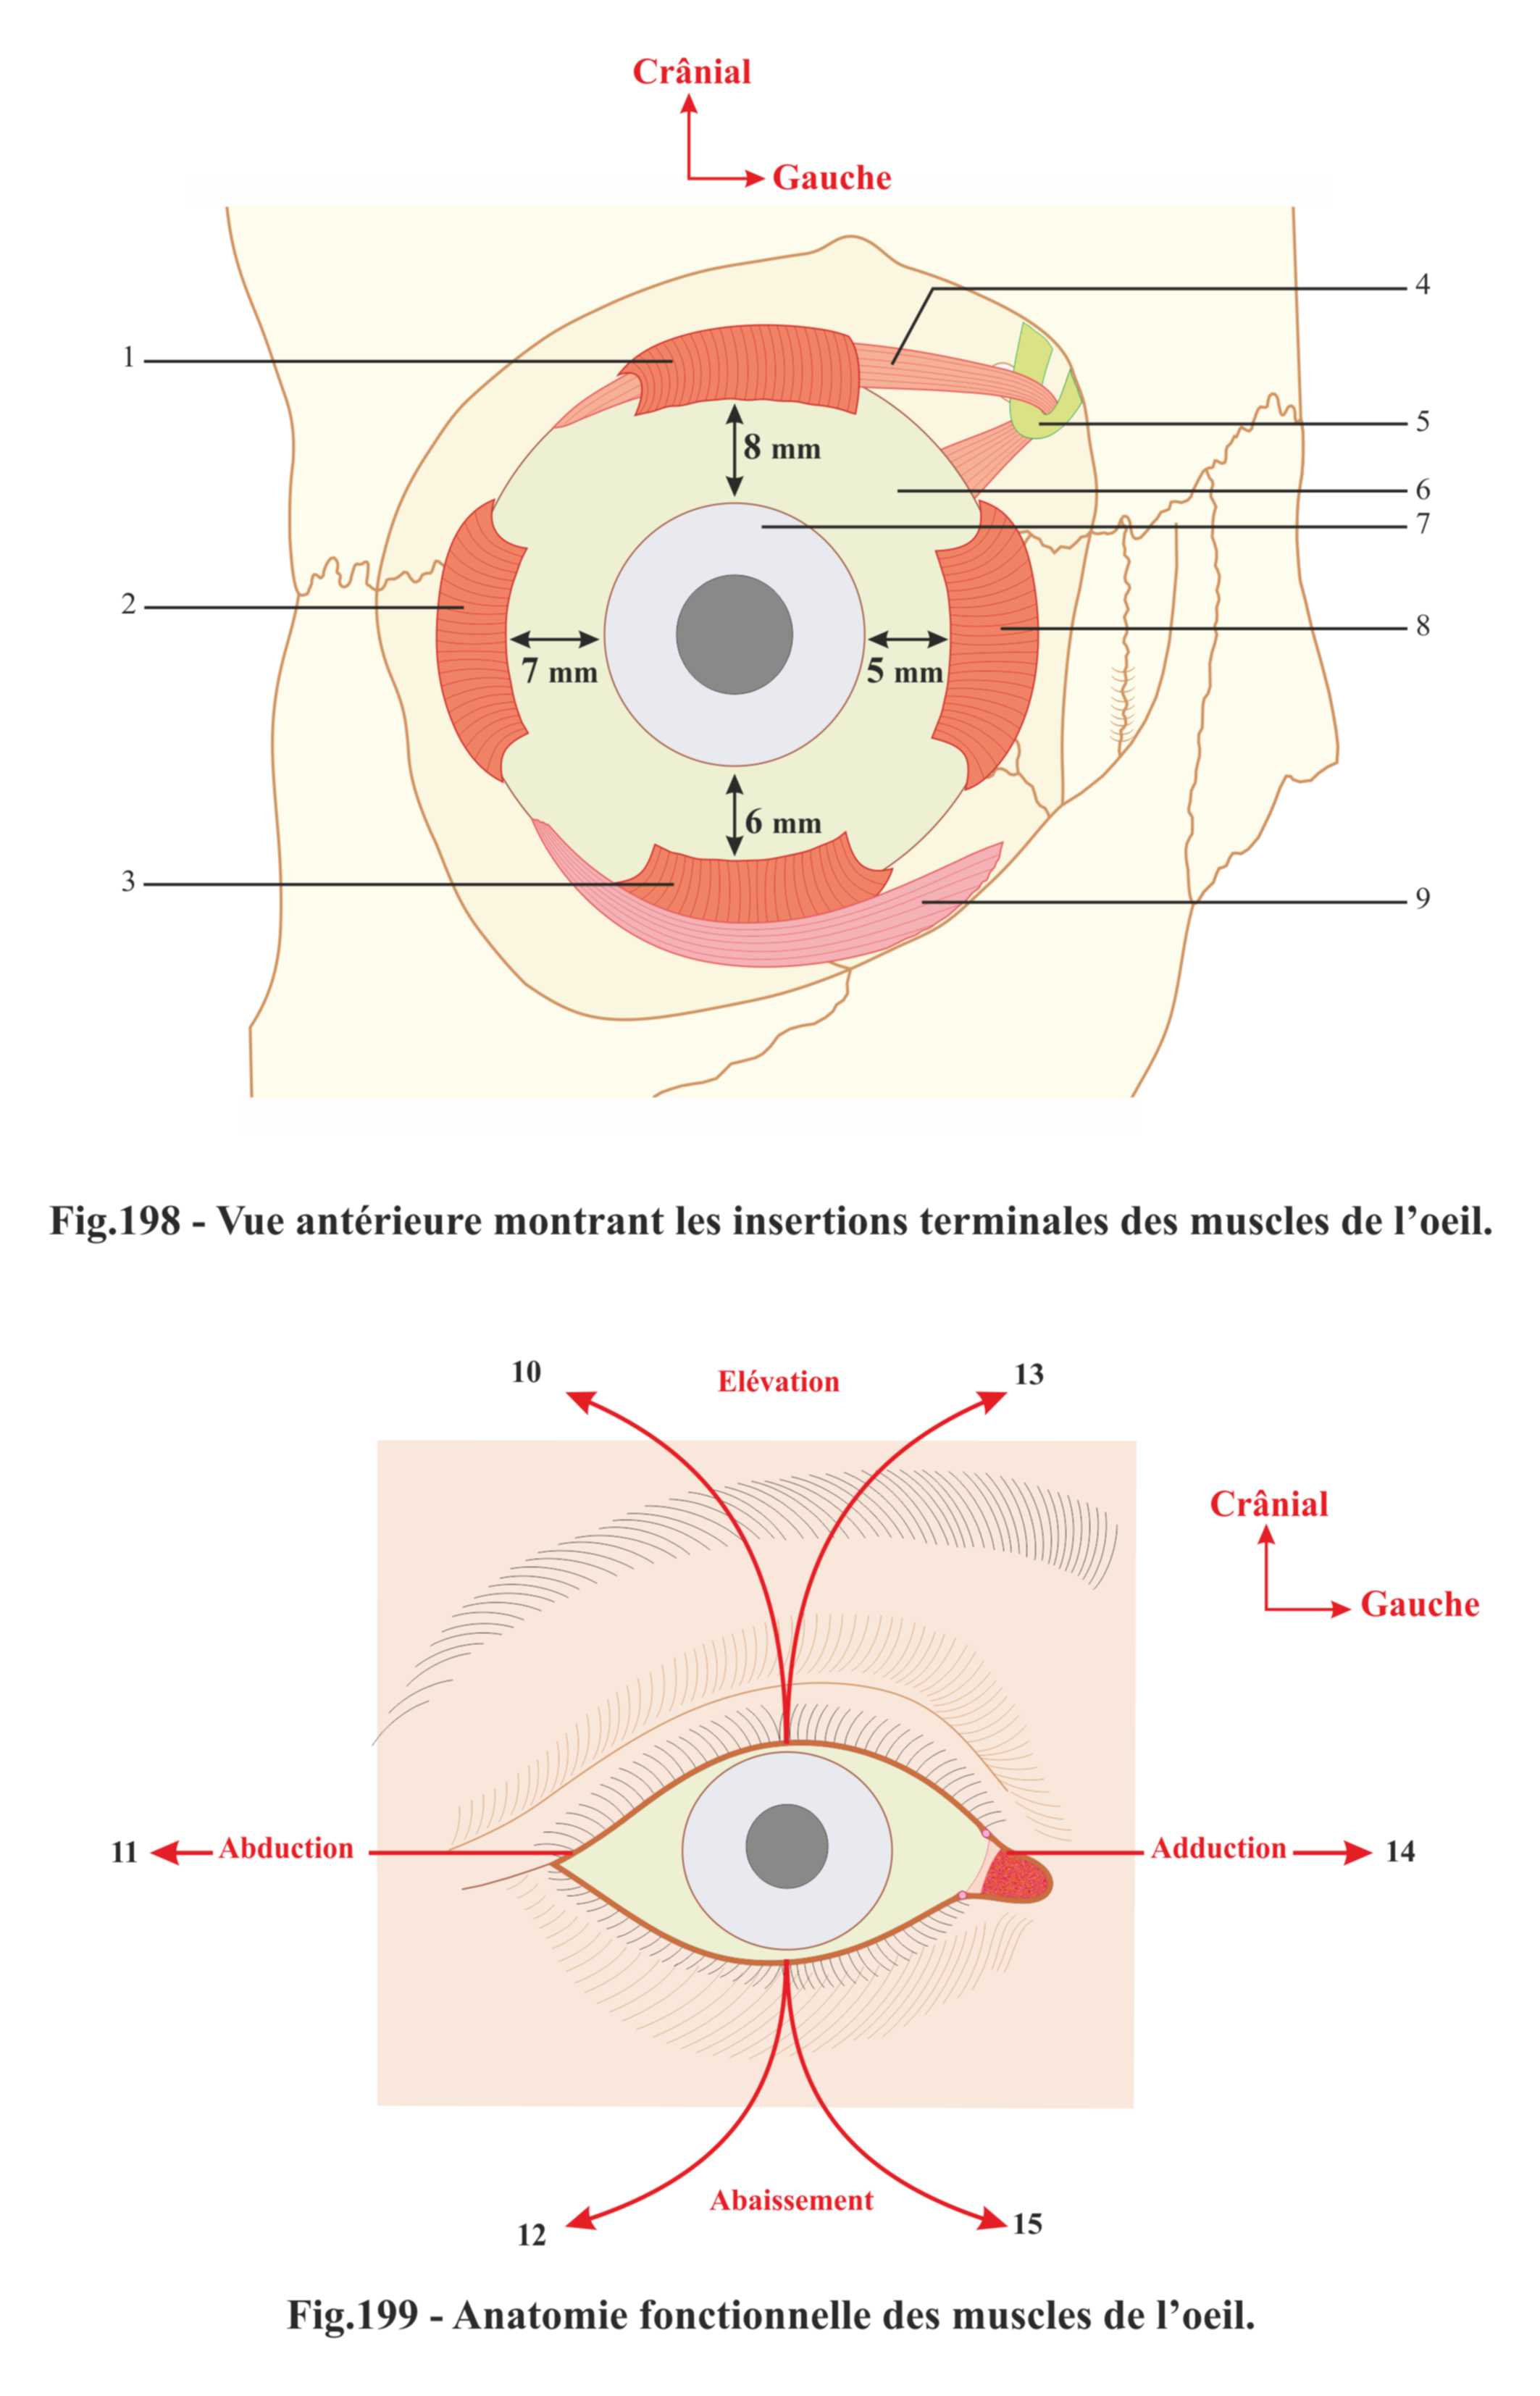 Crânial
Gauche
4
1
8 mm
5
6
7
2
8
7 mm
5 mm
6 mm
3
9
Fig.198 - Vue antérieure montrant les insertions terminales des muscles de l’oeil.
10
Elévation
13
Crânial
Gauche
11
Abduction
Adduction
14
Abaissement
12
15
Fig.199 - Anatomie fonctionnelle des muscles de l’oeil.